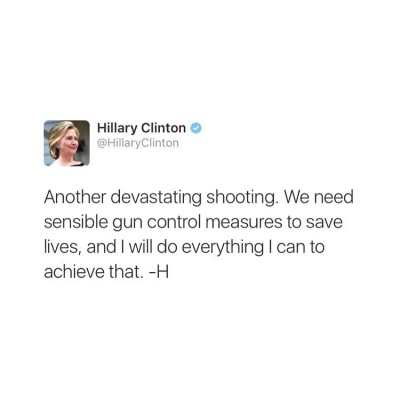 Hillary Clinton
@HillaryClinton
Another devastating shooting. We need
sensible gun control measures to save
lives, and I will do everything I can to
achieve that. -H